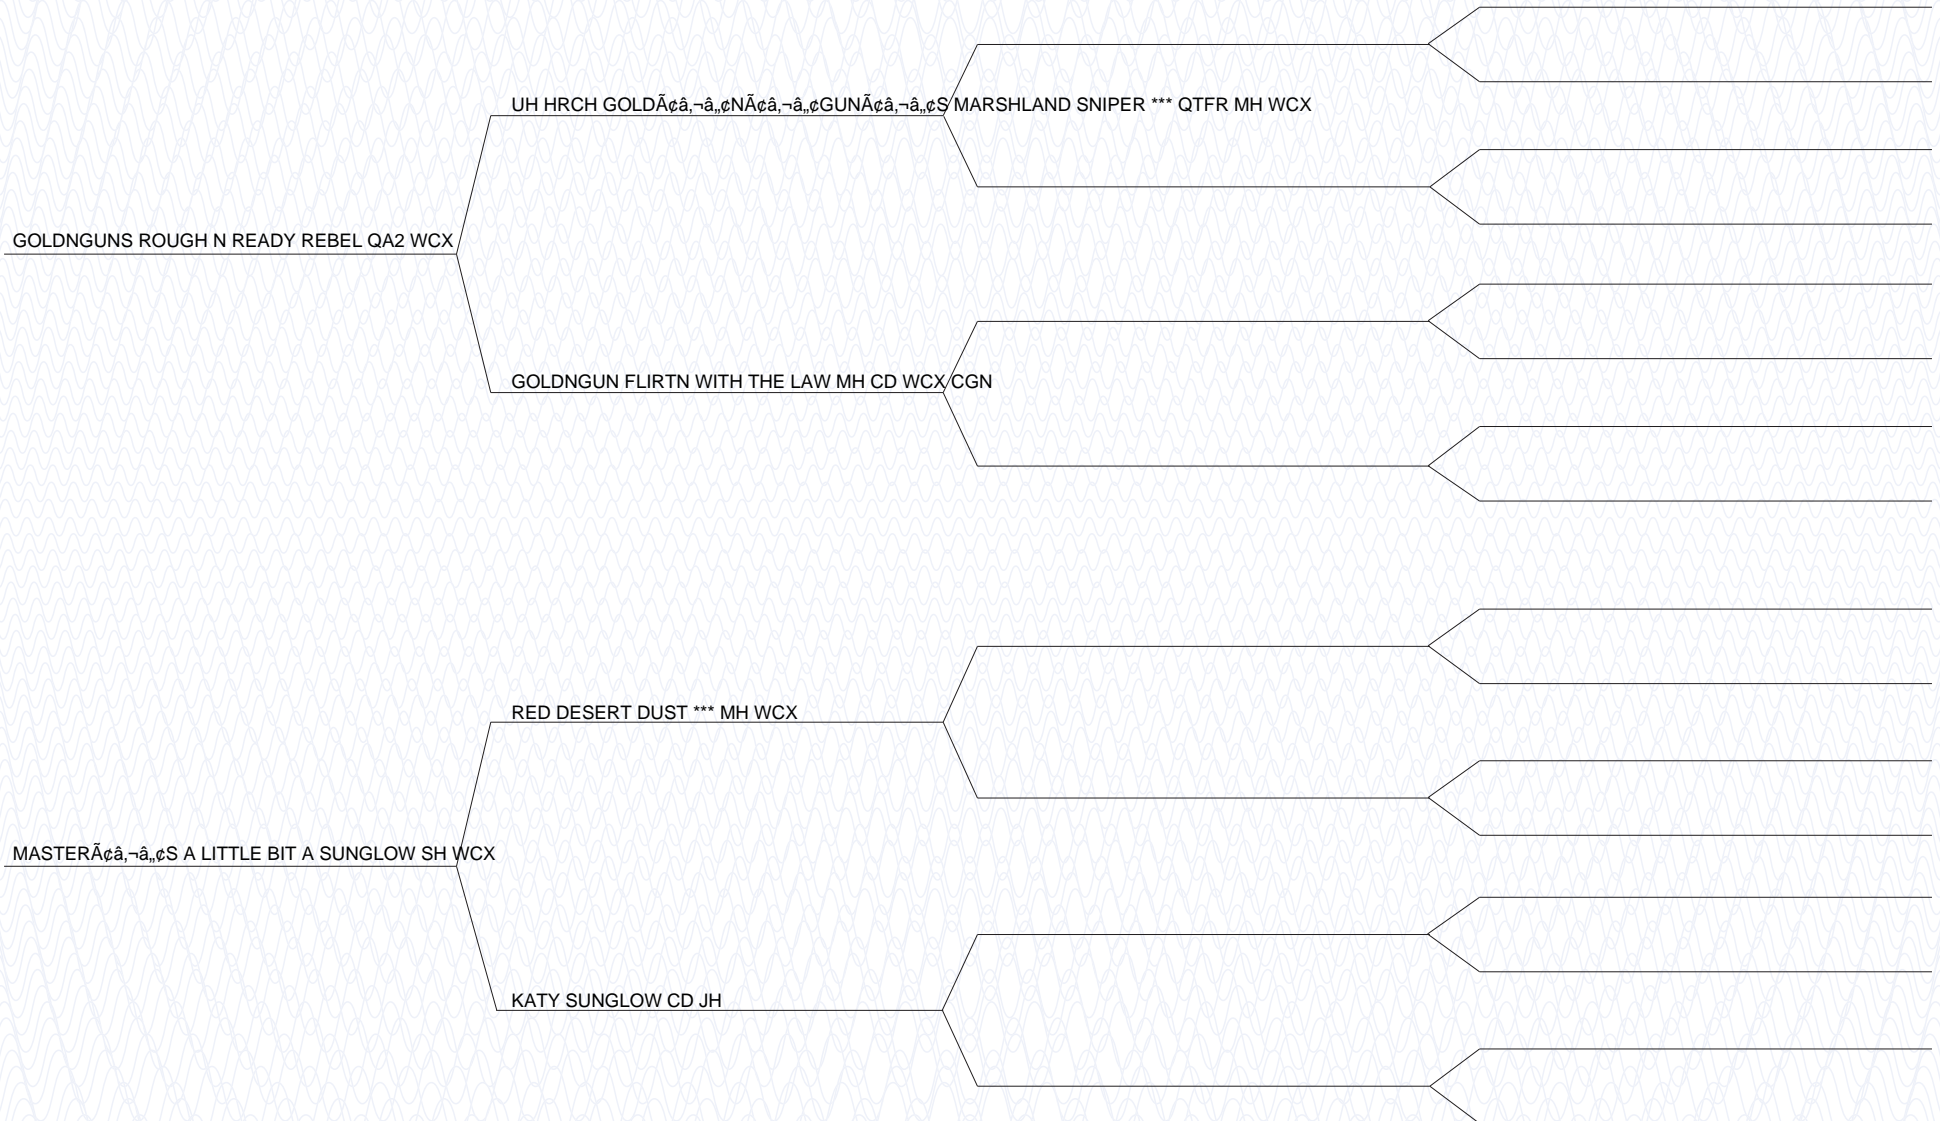 UH HRCH GOLDÃ¢â‚¬â„¢NÃ¢â‚¬â„¢GUNÃ¢â‚¬â„¢S MARSHLAND SNIPER *** QTFR MH WCX
GOLDNGUNS ROUGH N READY REBEL QA2 WCX
GOLDNGUN FLIRTN WITH THE LAW MH CD WCX CGN
RED DESERT DUST *** MH WCX
MASTERÃ¢â‚¬â„¢S A LITTLE BIT A SUNGLOW SH WCX
KATY SUNGLOW CD JH